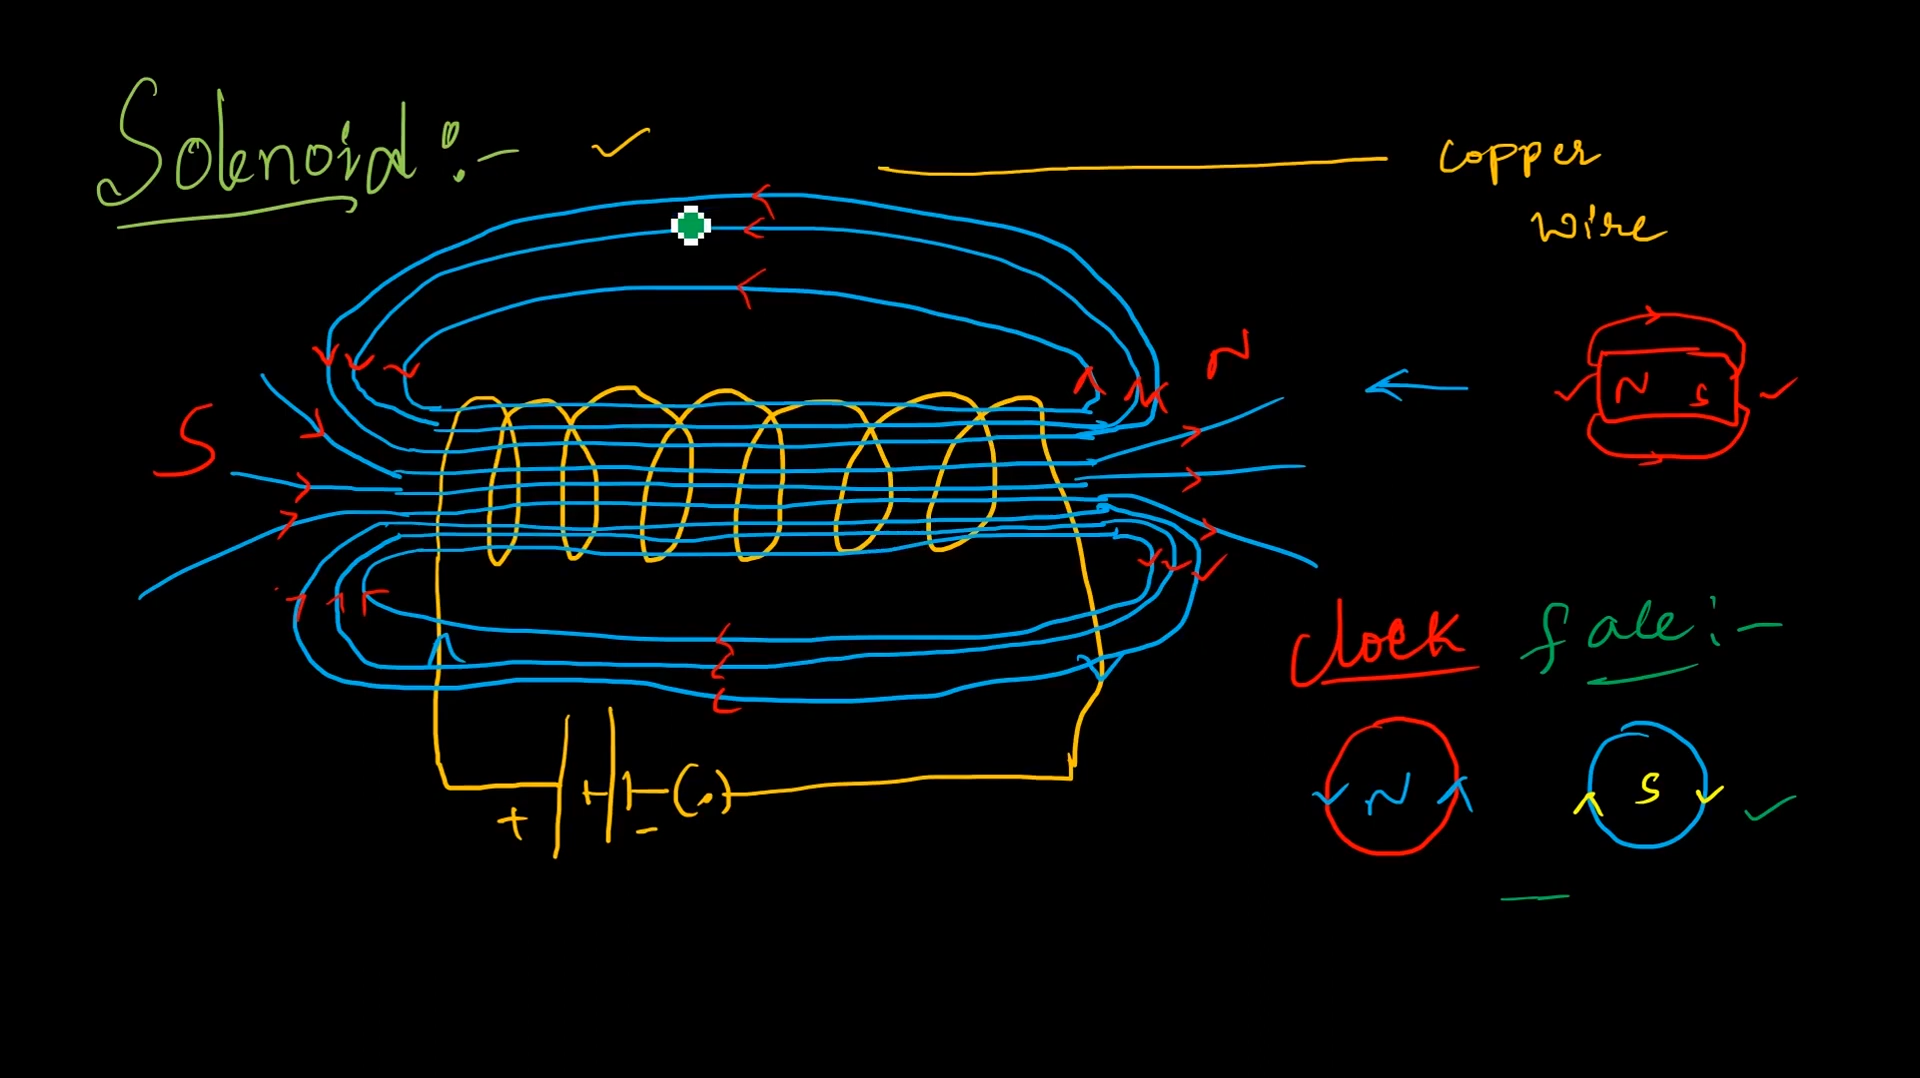 Solenoid :-
copper
wire
N
S
N S
clock face :-
N S
+ -